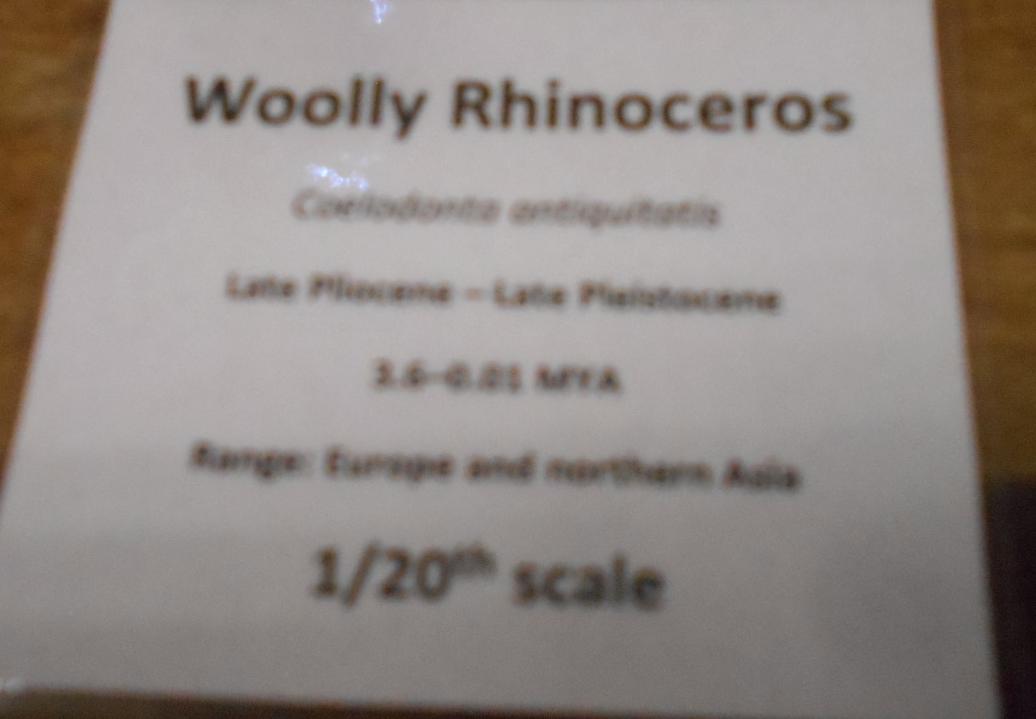 Woolly Rhinoceros
Coelodonta antiquitatis
Late Pliocene – Late Pleistocene
3.6–0.01 MYA
Range: Europe and northern Asia
1/20th scale